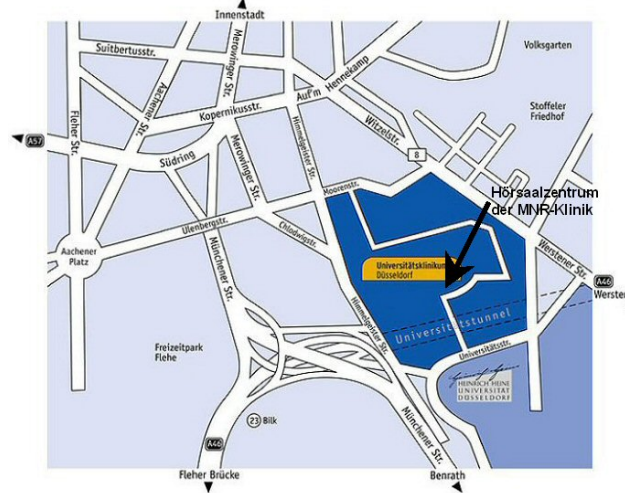 Innenstadt
Suitbertusstr.
Merowinger Str.
Volksgarten
Fleher Str.
Aachener Str.
Auf'm Hennekamp
Kopernikusstr.
Stoffeler
Friedhof
Witzelstr.
Himmelgeister Str.
A57
Südring
Merowinger Str.
8
Moorenstr.
Hörsaalzentrum
der MNR-Klinik
Ulenbergstr.
Chlodwigstr.
Aachener
Platz
Münchener Str.
Universitätsklinikum
Düsseldorf
Werstener Str.
A46
Wersten
Himmelgeister Str.
Universitätstunnel
Freizeitpark
Flehe
Universitätsstr.
HEINRICH HEINE
UNIVERSITÄT
DÜSSELDORF
23 Bilk
Münchener Str.
A46
Fleher Brücke
Benrath